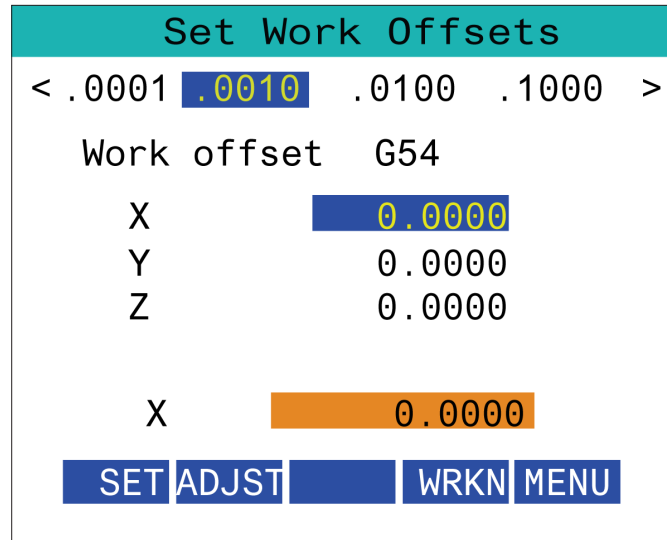 Set Work Offsets
< .0001 .0010 .0100 .1000 >
Work offset G54
X 0.0000
Y 0.0000
Z 0.0000
X 0.0000
SET ADJST WRKN MENU